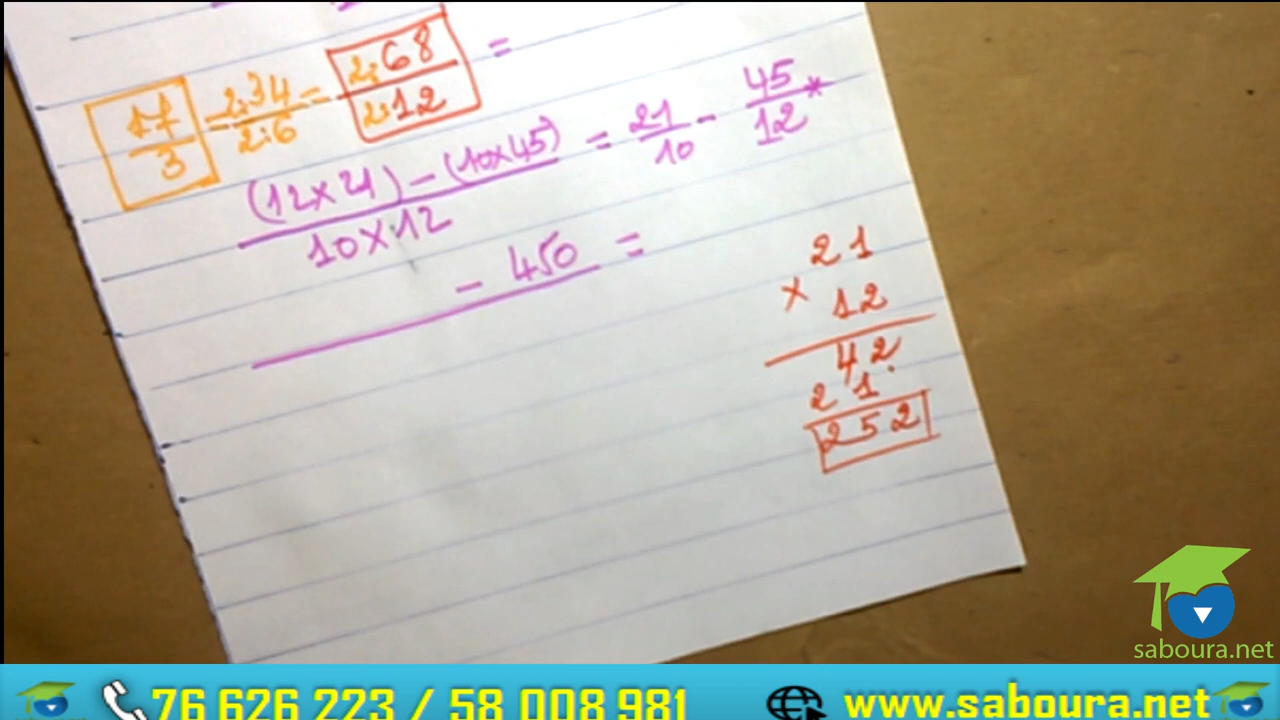 17/3 = 2:34/2:6 = 2:68/2:12 =
(12×21) - (10×45)/10×12 = 21/10 - 45/12 *
- 450 =
21
× 12
42
21.
252
saboura.net
76 626 223 / 58 008 981 www.saboura.net